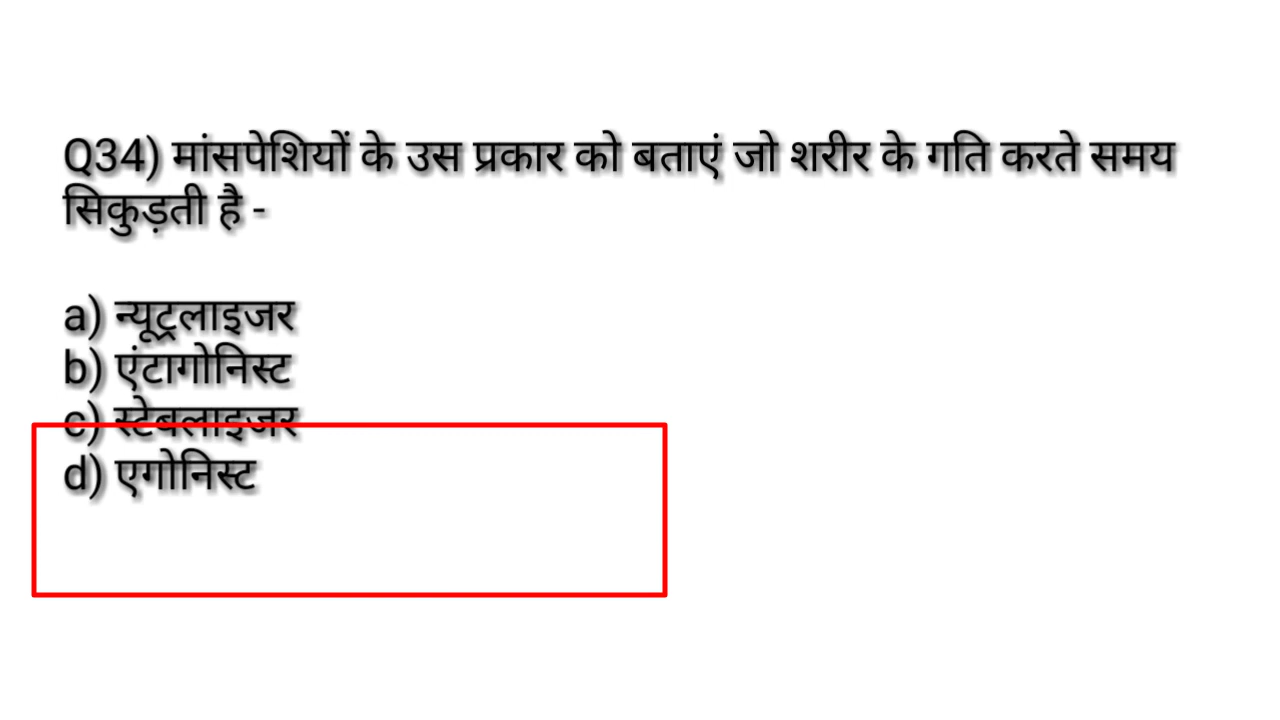 Q34) मांसपेशियों के उस प्रकार को बताएं जो शरीर के गति करते समय
सिकुड़ती है -
a) न्यूट्रलाइजर
b) एंटागोनिस्ट
c) स्टेबलाइजर
d) एगोनिस्ट